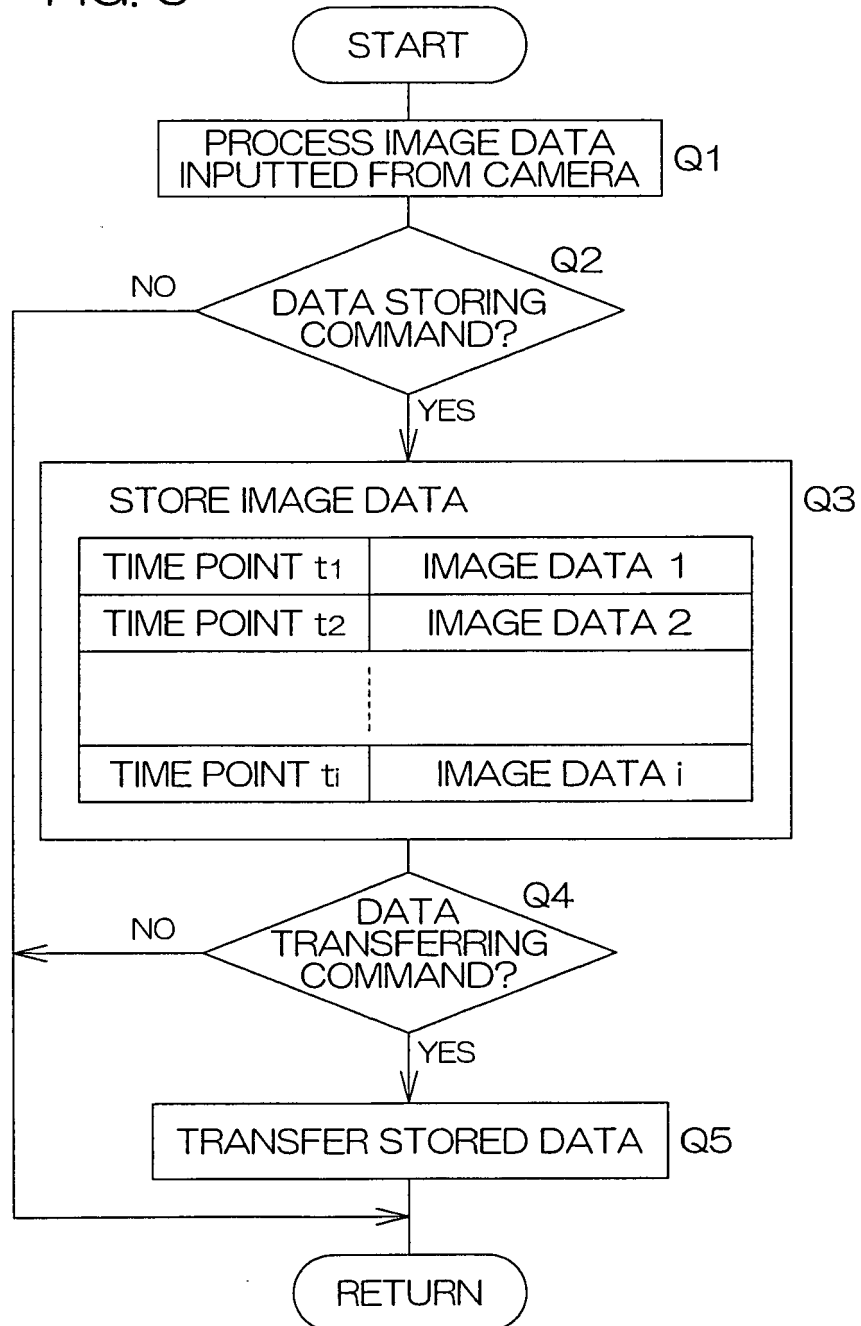 START
PROCESS IMAGE DATA
INPUTTED FROM CAMERA
Q1
Q2
NO
DATA STORING
COMMAND?
YES
STORE IMAGE DATA
Q3
TIME POINT t1 IMAGE DATA 1
TIME POINT t2 IMAGE DATA 2
TIME POINT ti IMAGE DATA i
Q4
NO
DATA
TRANSFERRING
COMMAND?
YES
TRANSFER STORED DATA
Q5
RETURN